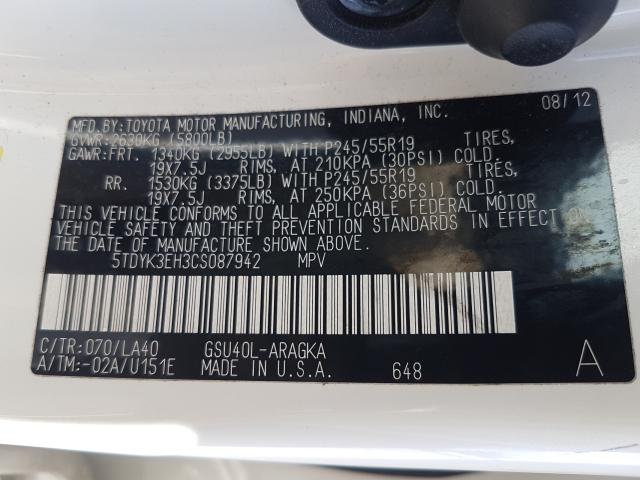 MFD.BY:TOYOTA MOTOR MANUFACTURING, INDIANA, INC. 08/12
GVWR:2630KG (5800LB)
GAWR:FRT. 1340KG (2955LB) WITH P245/55R19 TIRES,
19X7.5J RIMS, AT 210KPA (30PSI) COLD.
RR. 1530KG (3375LB) WITH P245/55R19 TIRES,
19X7.5J RIMS, AT 250KPA (36PSI) COLD.
THIS VEHICLE CONFORMS TO ALL APPLICABLE FEDERAL MOTOR
VEHICLE SAFETY AND THEFT PREVENTION STANDARDS IN EFFECT ON
THE DATE OF MANUFACTURE SHOWN ABOVE.
5TDYK3EH3CS087942 MPV
C/TR:070/LA40 GSU40L-ARAGKA
A/TM:-02A/U151E MADE IN U.S.A. 648 A